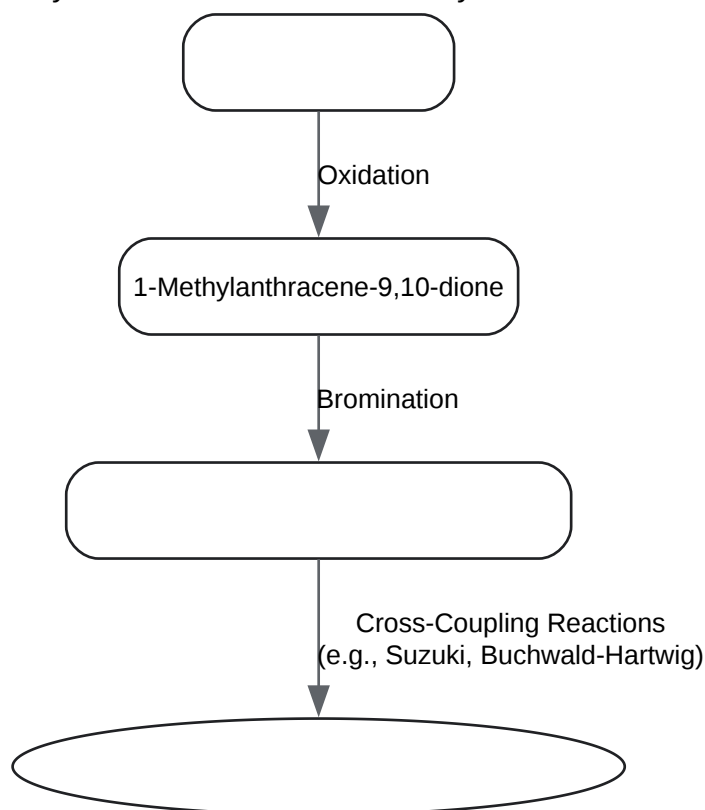 Oxidation
1-Methylanthracene-9,10-dione
Bromination
Cross-Coupling Reactions
(e.g., Suzuki, Buchwald-Hartwig)